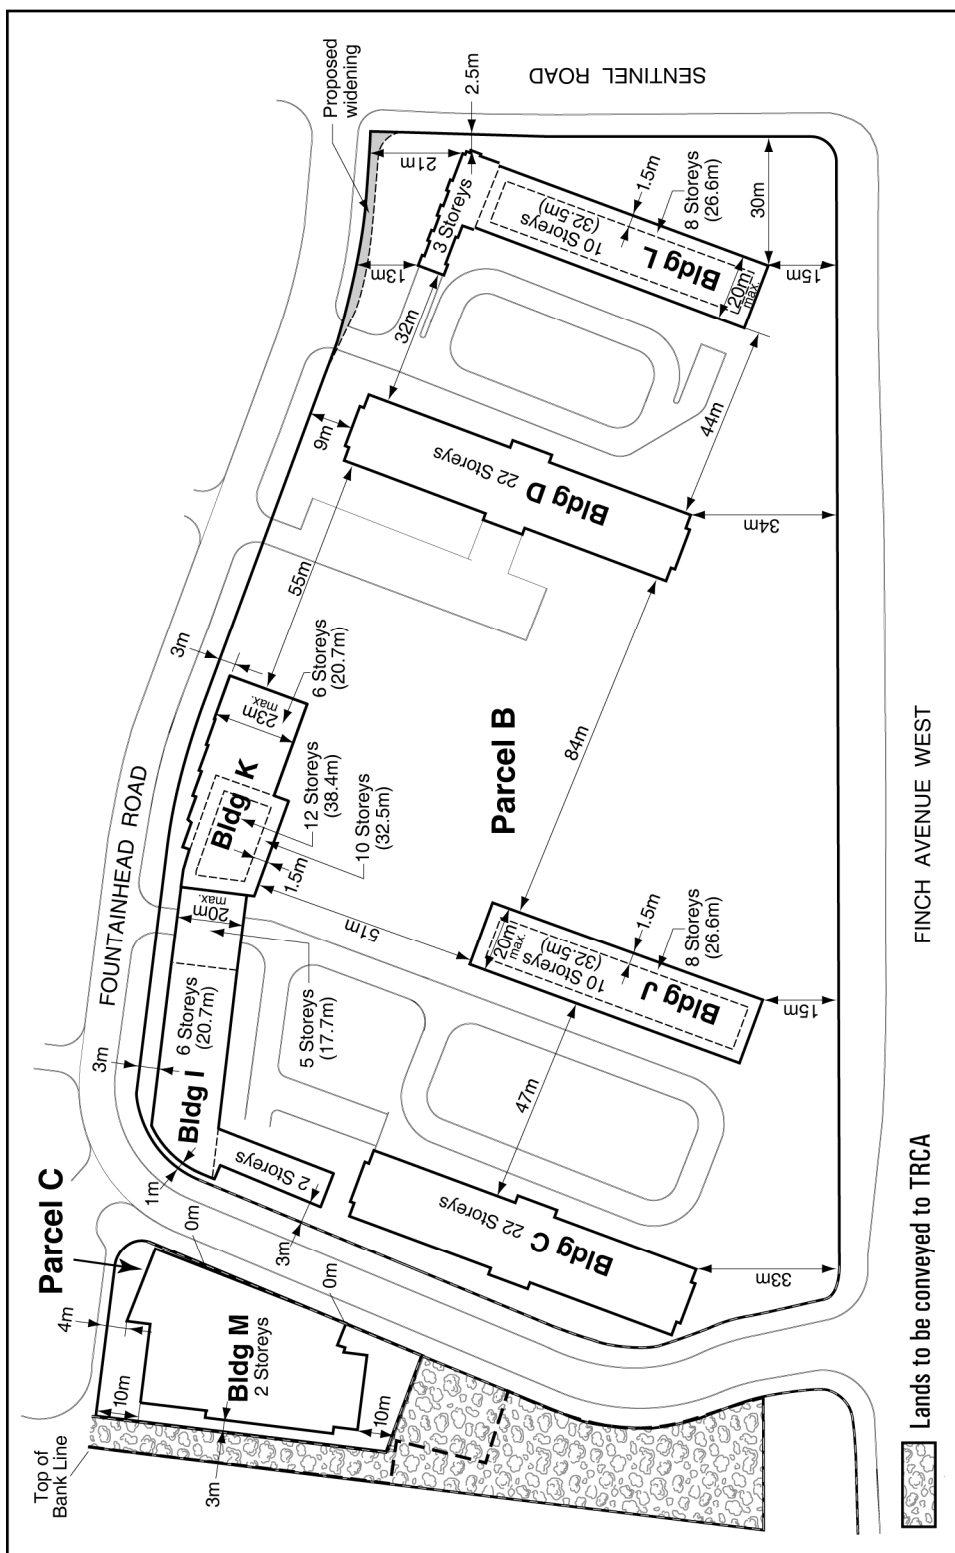 SENTINEL ROAD
FOUNTAINHEAD ROAD
FINCH AVENUE WEST
Top of
Bank Line
Parcel C
4m
10m
0m
Bldg M
2 Storeys
0m
10m
3m
3m
1m
Bldg I
6 Storeys
(20.7m)
5 Storeys
(17.7m)
20m
max.
2 Storeys
3m
Bldg C
22 Storeys
33m
47m
51m
Bldg J
10 Storeys
(32.5m)
20m
max.
1.5m
8 Storeys
(26.6m)
15m
3m
Bldg K
23m
max.
6 Storeys
(20.7m)
12 Storeys
(38.4m)
10 Storeys
(32.5m)
1.5m
55m
Parcel B
84m
9m
Bldg D
22 Storeys
34m
32m
44m
Proposed
widening
13m
21m
2.5m
3 Storeys
Bldg L
10 Storeys
(32.5m)
20m
max.
1.5m
8 Storeys
(26.6m)
30m
15m
Lands to be conveyed to TRCA